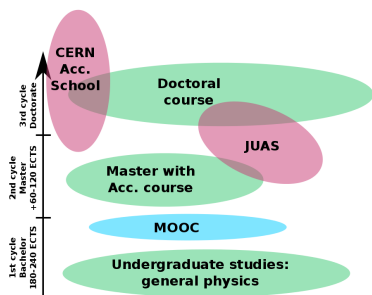 CERN
Acc.
School
Doctoral
course
JUAS
Master with
Acc. course
MOOC
Undergraduate studies:
general physics
3rd cycle
Doctorate
2nd cycle
Master
+60-120 ECTS
1st cycle
Bachelor
180-240 ECTS